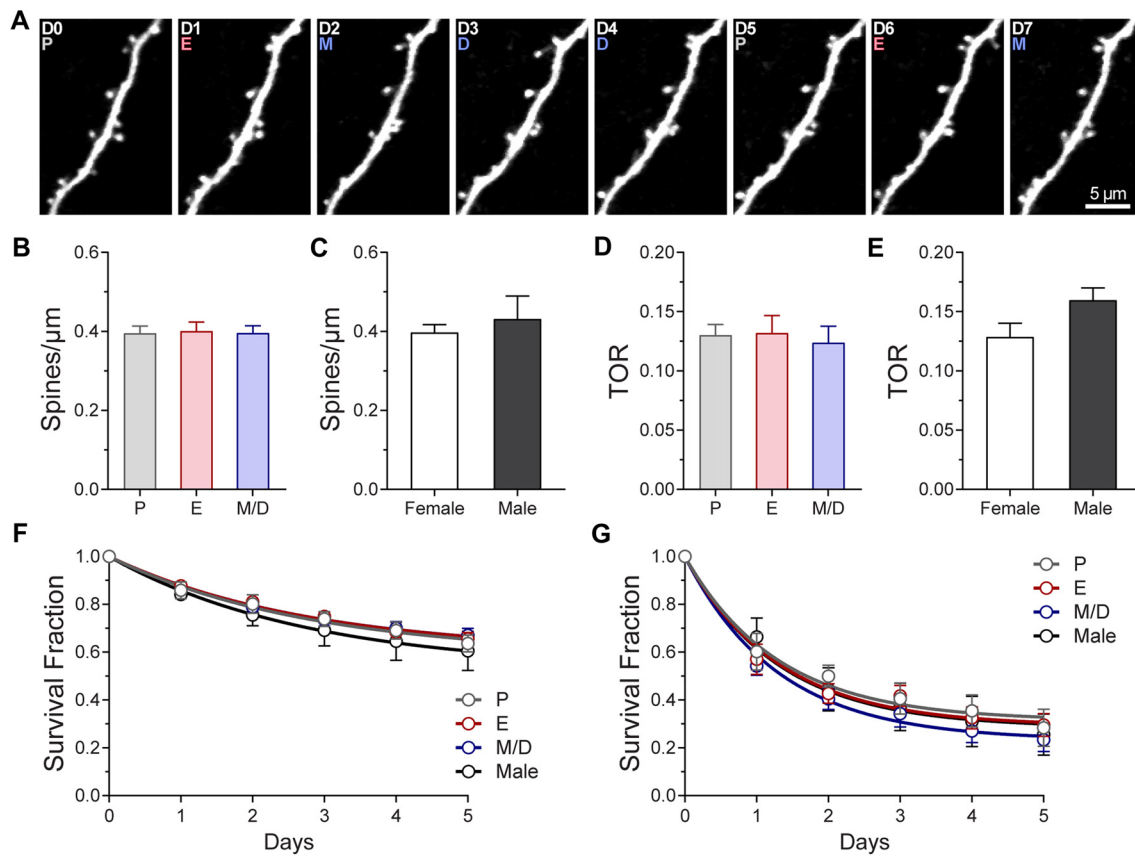 A
D0 D1 D2 D3 D4 D5 D6 D7
P E M D D P E M
5 µm
B C D E
0.6 0.6 0.20 0.20
0.4 0.4 0.15 0.15
0.2 0.2 0.10 0.10
0.05 0.05
0.0 0.0 0.00 0.00
Spines/µm Spines/µm TOR TOR
P E M/D Female Male P E M/D Female Male
F
1.0
0.8
0.6
0.4
0.2
0.0
Survival Fraction
P
E
M/D
Male
0 1 2 3 4 5
Days
G
1.0
0.8
0.6
0.4
0.2
0.0
Survival Fraction
P
E
M/D
Male
0 1 2 3 4 5
Days